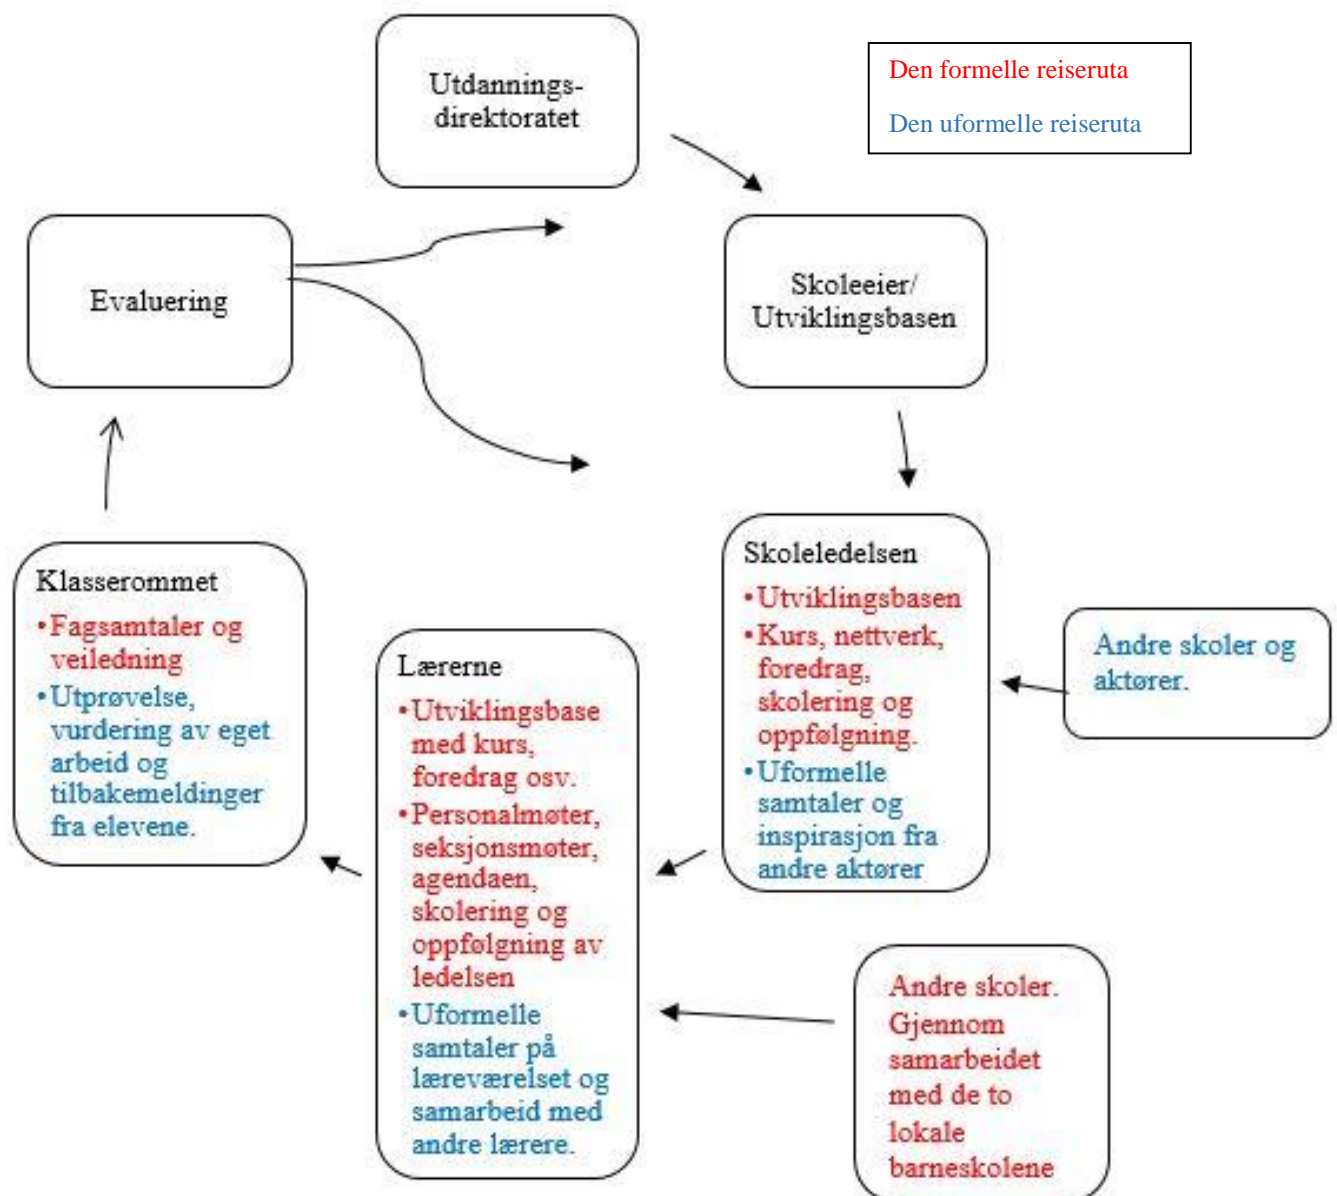 Utdannings-
direktoratet
Den formelle reiseruta
Den uformelle reiseruta
Evaluering
Skoleeier/
Utviklingsbasen
Klasserommet
•Fagsamtaler og
veiledning
•Utprøvelse,
vurdering av eget
arbeid og
tilbakemeldinger
fra elevene.
Lærerne
•Utviklingsbase
med kurs,
foredrag osv.
•Personalmøter,
seksjonsmøter,
agendaen,
skolering og
oppfølgning av
ledelsen
•Uformelle
samtaler på
læreværelset og
samarbeid med
andre lærere.
Skoleledelsen
•Utviklingsbasen
•Kurs, nettverk,
foredrag,
skolering og
oppfølgning.
•Uformelle
samtaler og
inspirasjon fra
andre aktører
Andre skoler og
aktører.
Andre skoler.
Gjennom
samarbeidet
med de to
lokale
barneskolene